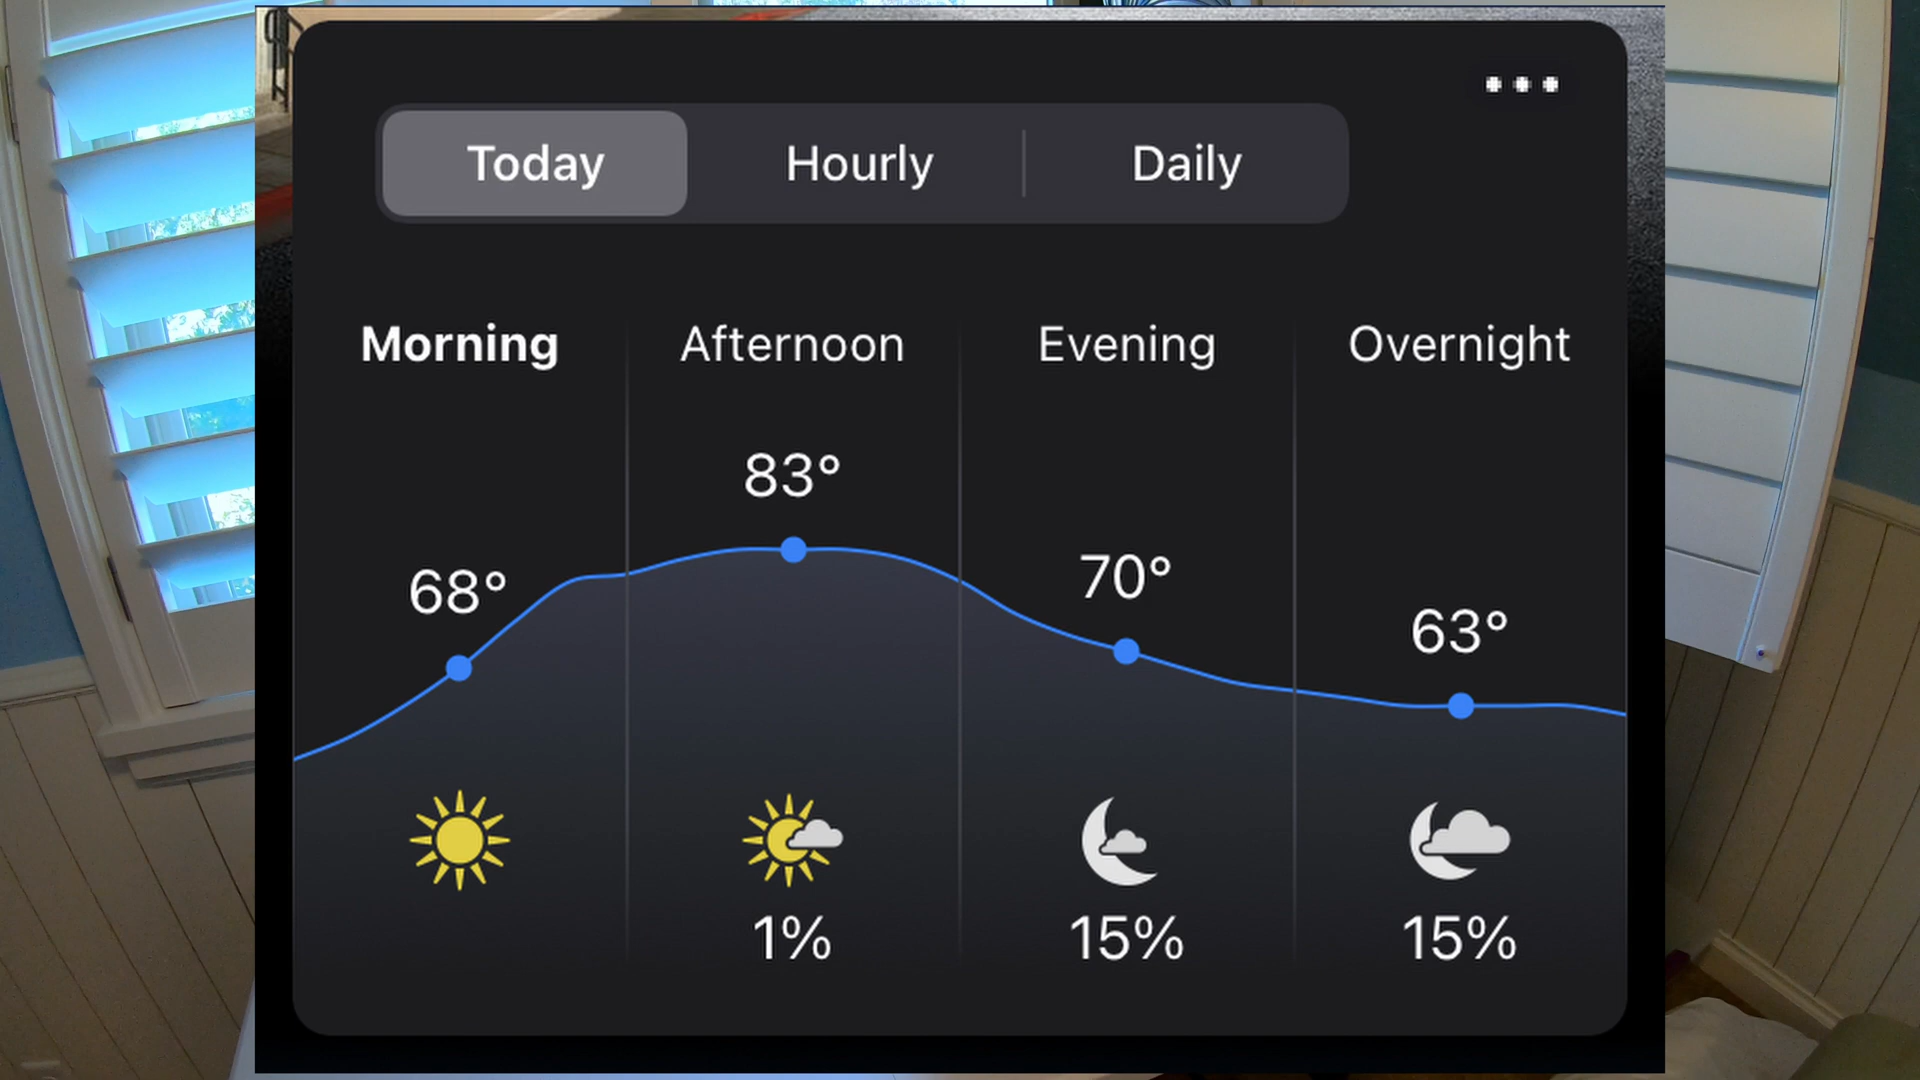 Today Hourly Daily
Morning Afternoon Evening Overnight
68° 83° 70° 63°
1% 15% 15%